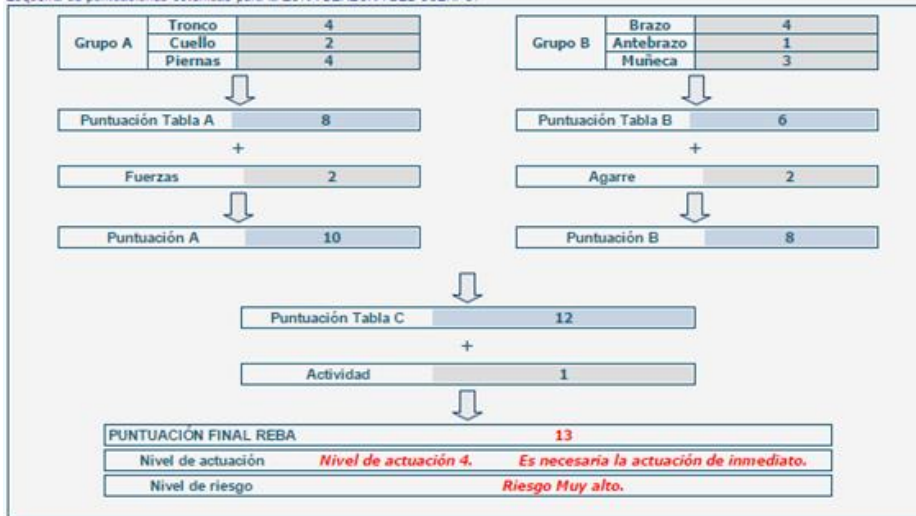 Grupo A
Tronco 4
Cuello 2
Piernas 4
Grupo B
Brazo 4
Antebrazo 1
Muñeca 3
Puntuación Tabla A 8
+
Fuerzas 2
Puntuación A 10
Puntuación Tabla B 6
+
Agarre 2
Puntuación B 8
Puntuación Tabla C 12
+
Actividad 1
PUNTUACIÓN FINAL REBA 13
Nivel de actuación Nivel de actuación 4. Es necesaria la actuación de inmediato.
Nivel de riesgo Riesgo Muy alto.